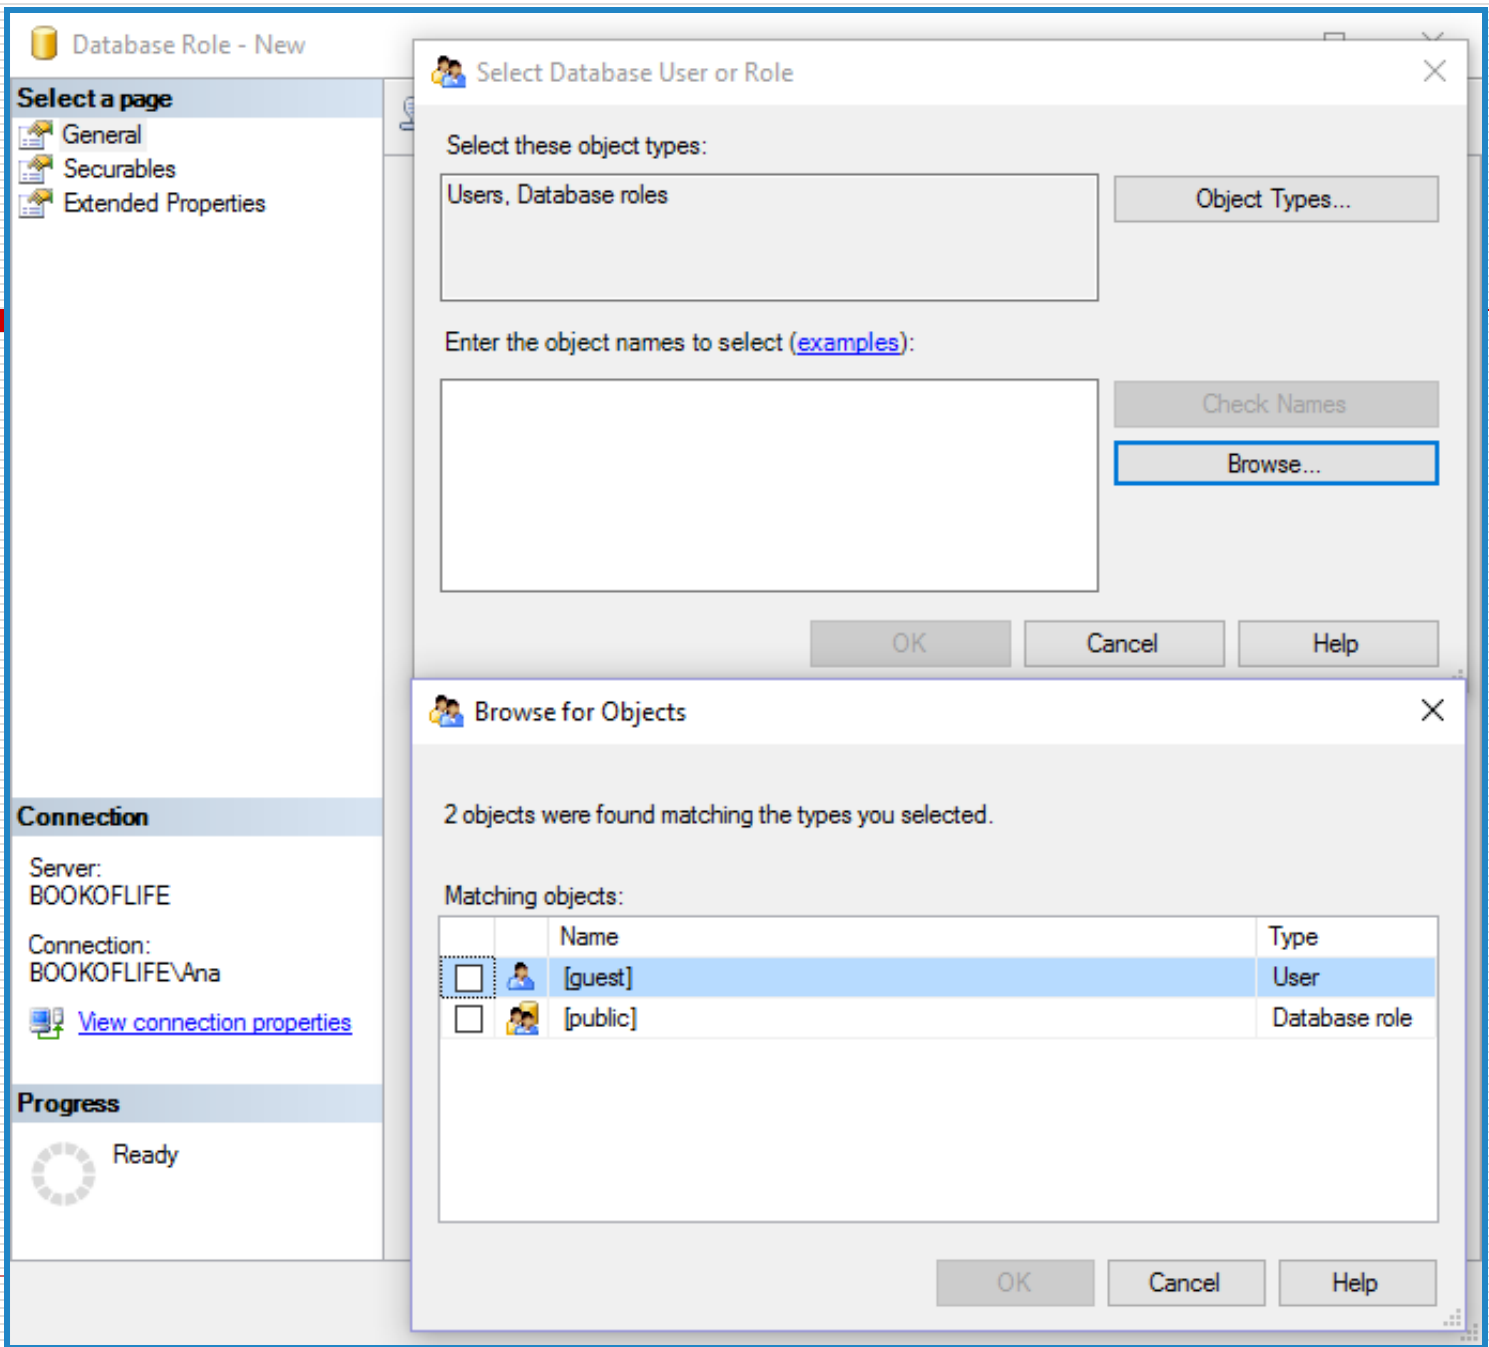 Database Role - New
Select a page
General
Securables
Extended Properties
Connection
Server:
BOOKOFLIFE
Connection:
BOOKOFLIFE\Ana
View connection properties
Progress
Ready
Select Database User or Role
Select these object types:
Users, Database roles
Object Types...
Enter the object names to select (examples):
Check Names
Browse...
OK Cancel Help
Browse for Objects
2 objects were found matching the types you selected.
Matching objects:
Name Type
[guest] User
[public] Database role
OK Cancel Help